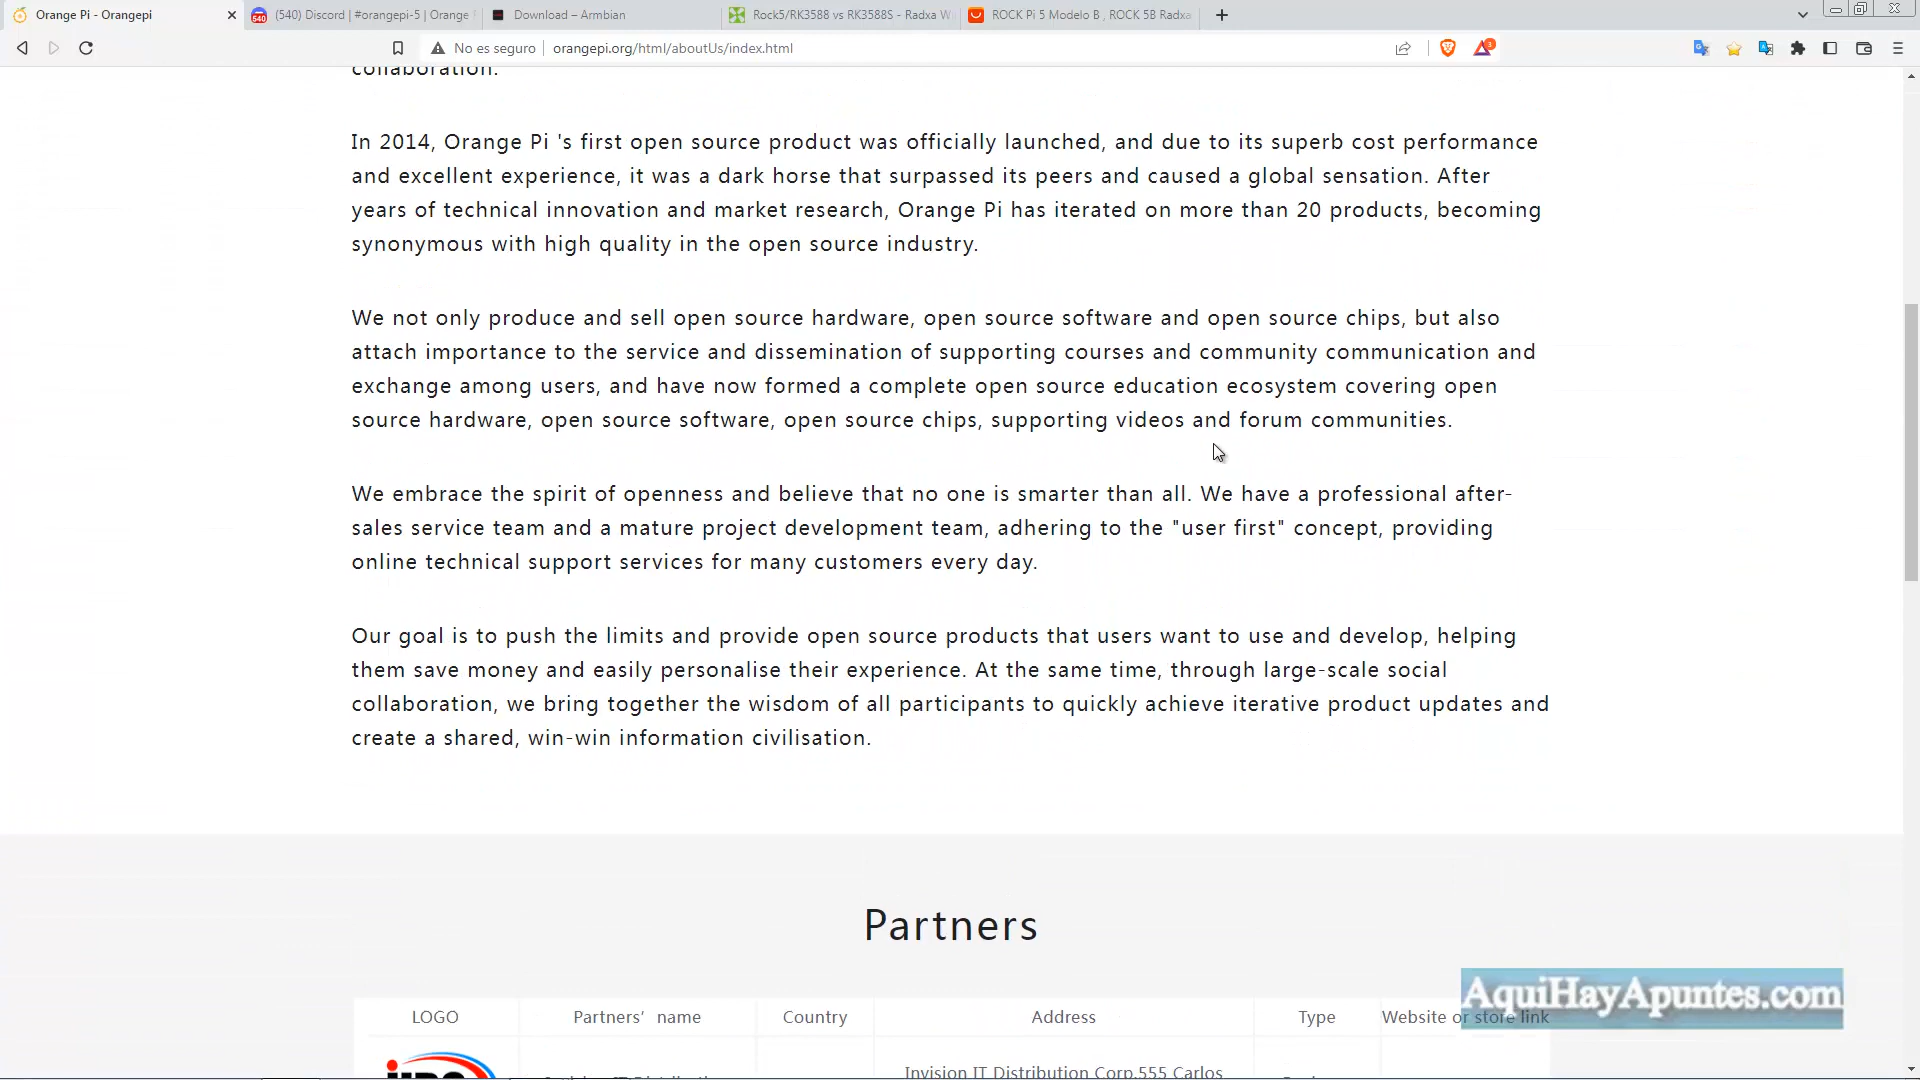 Orange Pi - Orangepi
(540) Discord | #orangepi-5 | Orange
Download – Armbian
Rock5/RK3588 vs RK3588S - Radxa W
ROCK Pi 5 Modelo B , ROCK 5B Radxa
No es seguro
orangepi.org/html/aboutUs/index.html
collaboration.
In 2014, Orange Pi 's first open source product was officially launched, and due to its superb cost performance
and excellent experience, it was a dark horse that surpassed its peers and caused a global sensation. After
years of technical innovation and market research, Orange Pi has iterated on more than 20 products, becoming
synonymous with high quality in the open source industry.
We not only produce and sell open source hardware, open source software and open source chips, but also
attach importance to the service and dissemination of supporting courses and community communication and
exchange among users, and have now formed a complete open source education ecosystem covering open
source hardware, open source software, open source chips, supporting videos and forum communities.
We embrace the spirit of openness and believe that no one is smarter than all. We have a professional after-
sales service team and a mature project development team, adhering to the "user first" concept, providing
online technical support services for many customers every day.
Our goal is to push the limits and provide open source products that users want to use and develop, helping
them save money and easily personalise their experience. At the same time, through large-scale social
collaboration, we bring together the wisdom of all participants to quickly achieve iterative product updates and
create a shared, win-win information civilisation.
Partners
AquiHayApuntes.com
LOGO Partners' name Country Address Type Website or store link
Invision IT Distribution Corp.555 Carlos